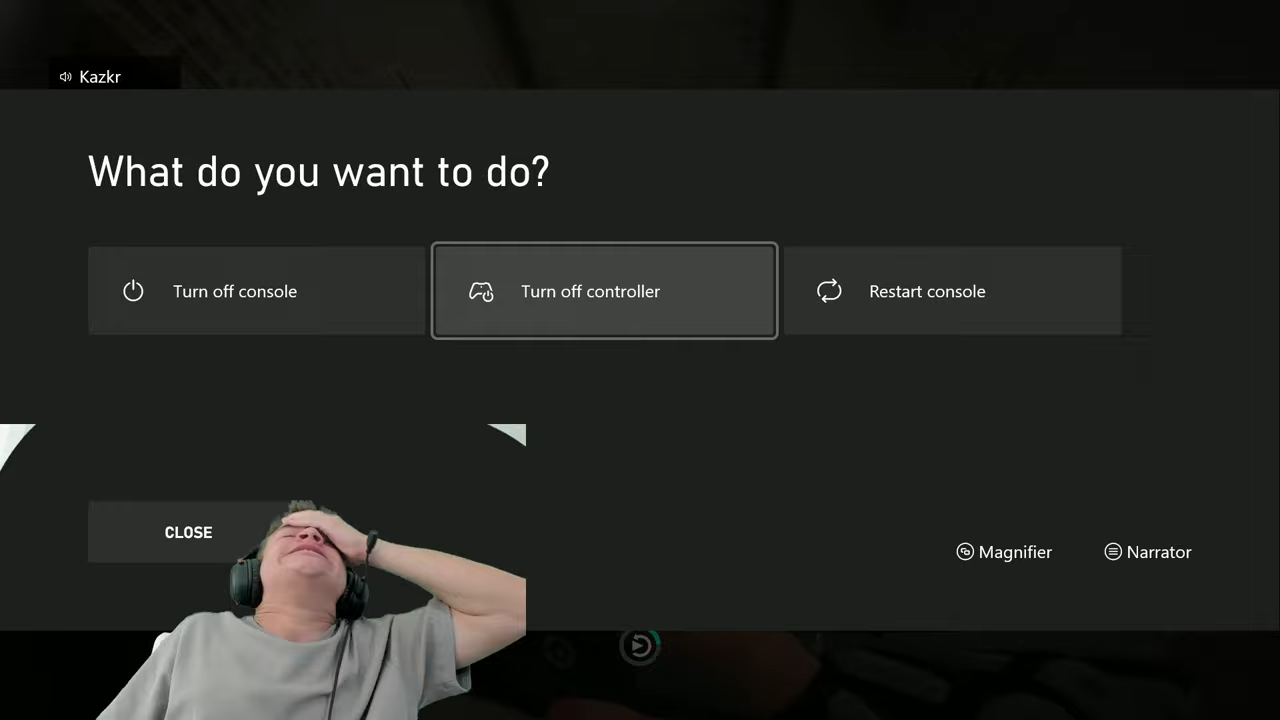 Kazkr
What do you want to do?
Turn off console
Turn off controller
Restart console
CLOSE
Magnifier
Narrator